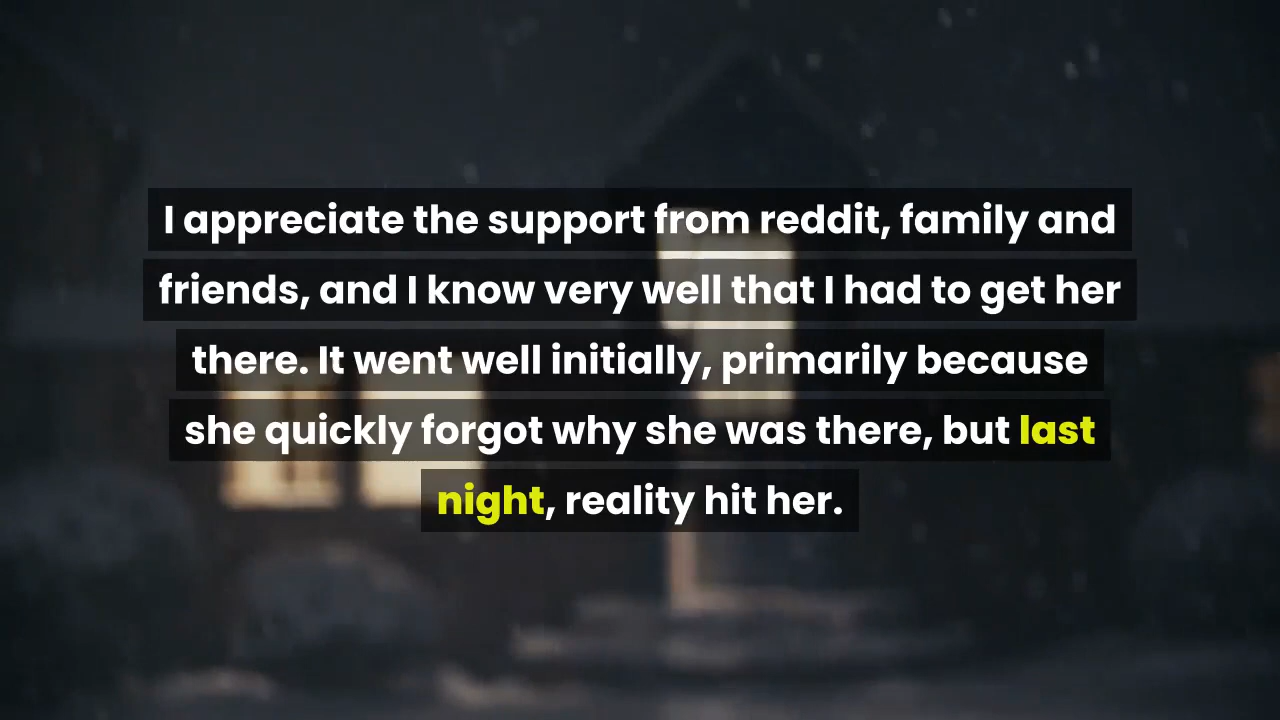 I appreciate the support from reddit, family and
friends, and I know very well that I had to get her
there. It went well initially, primarily because
she quickly forgot why she was there, but last
night, reality hit her.